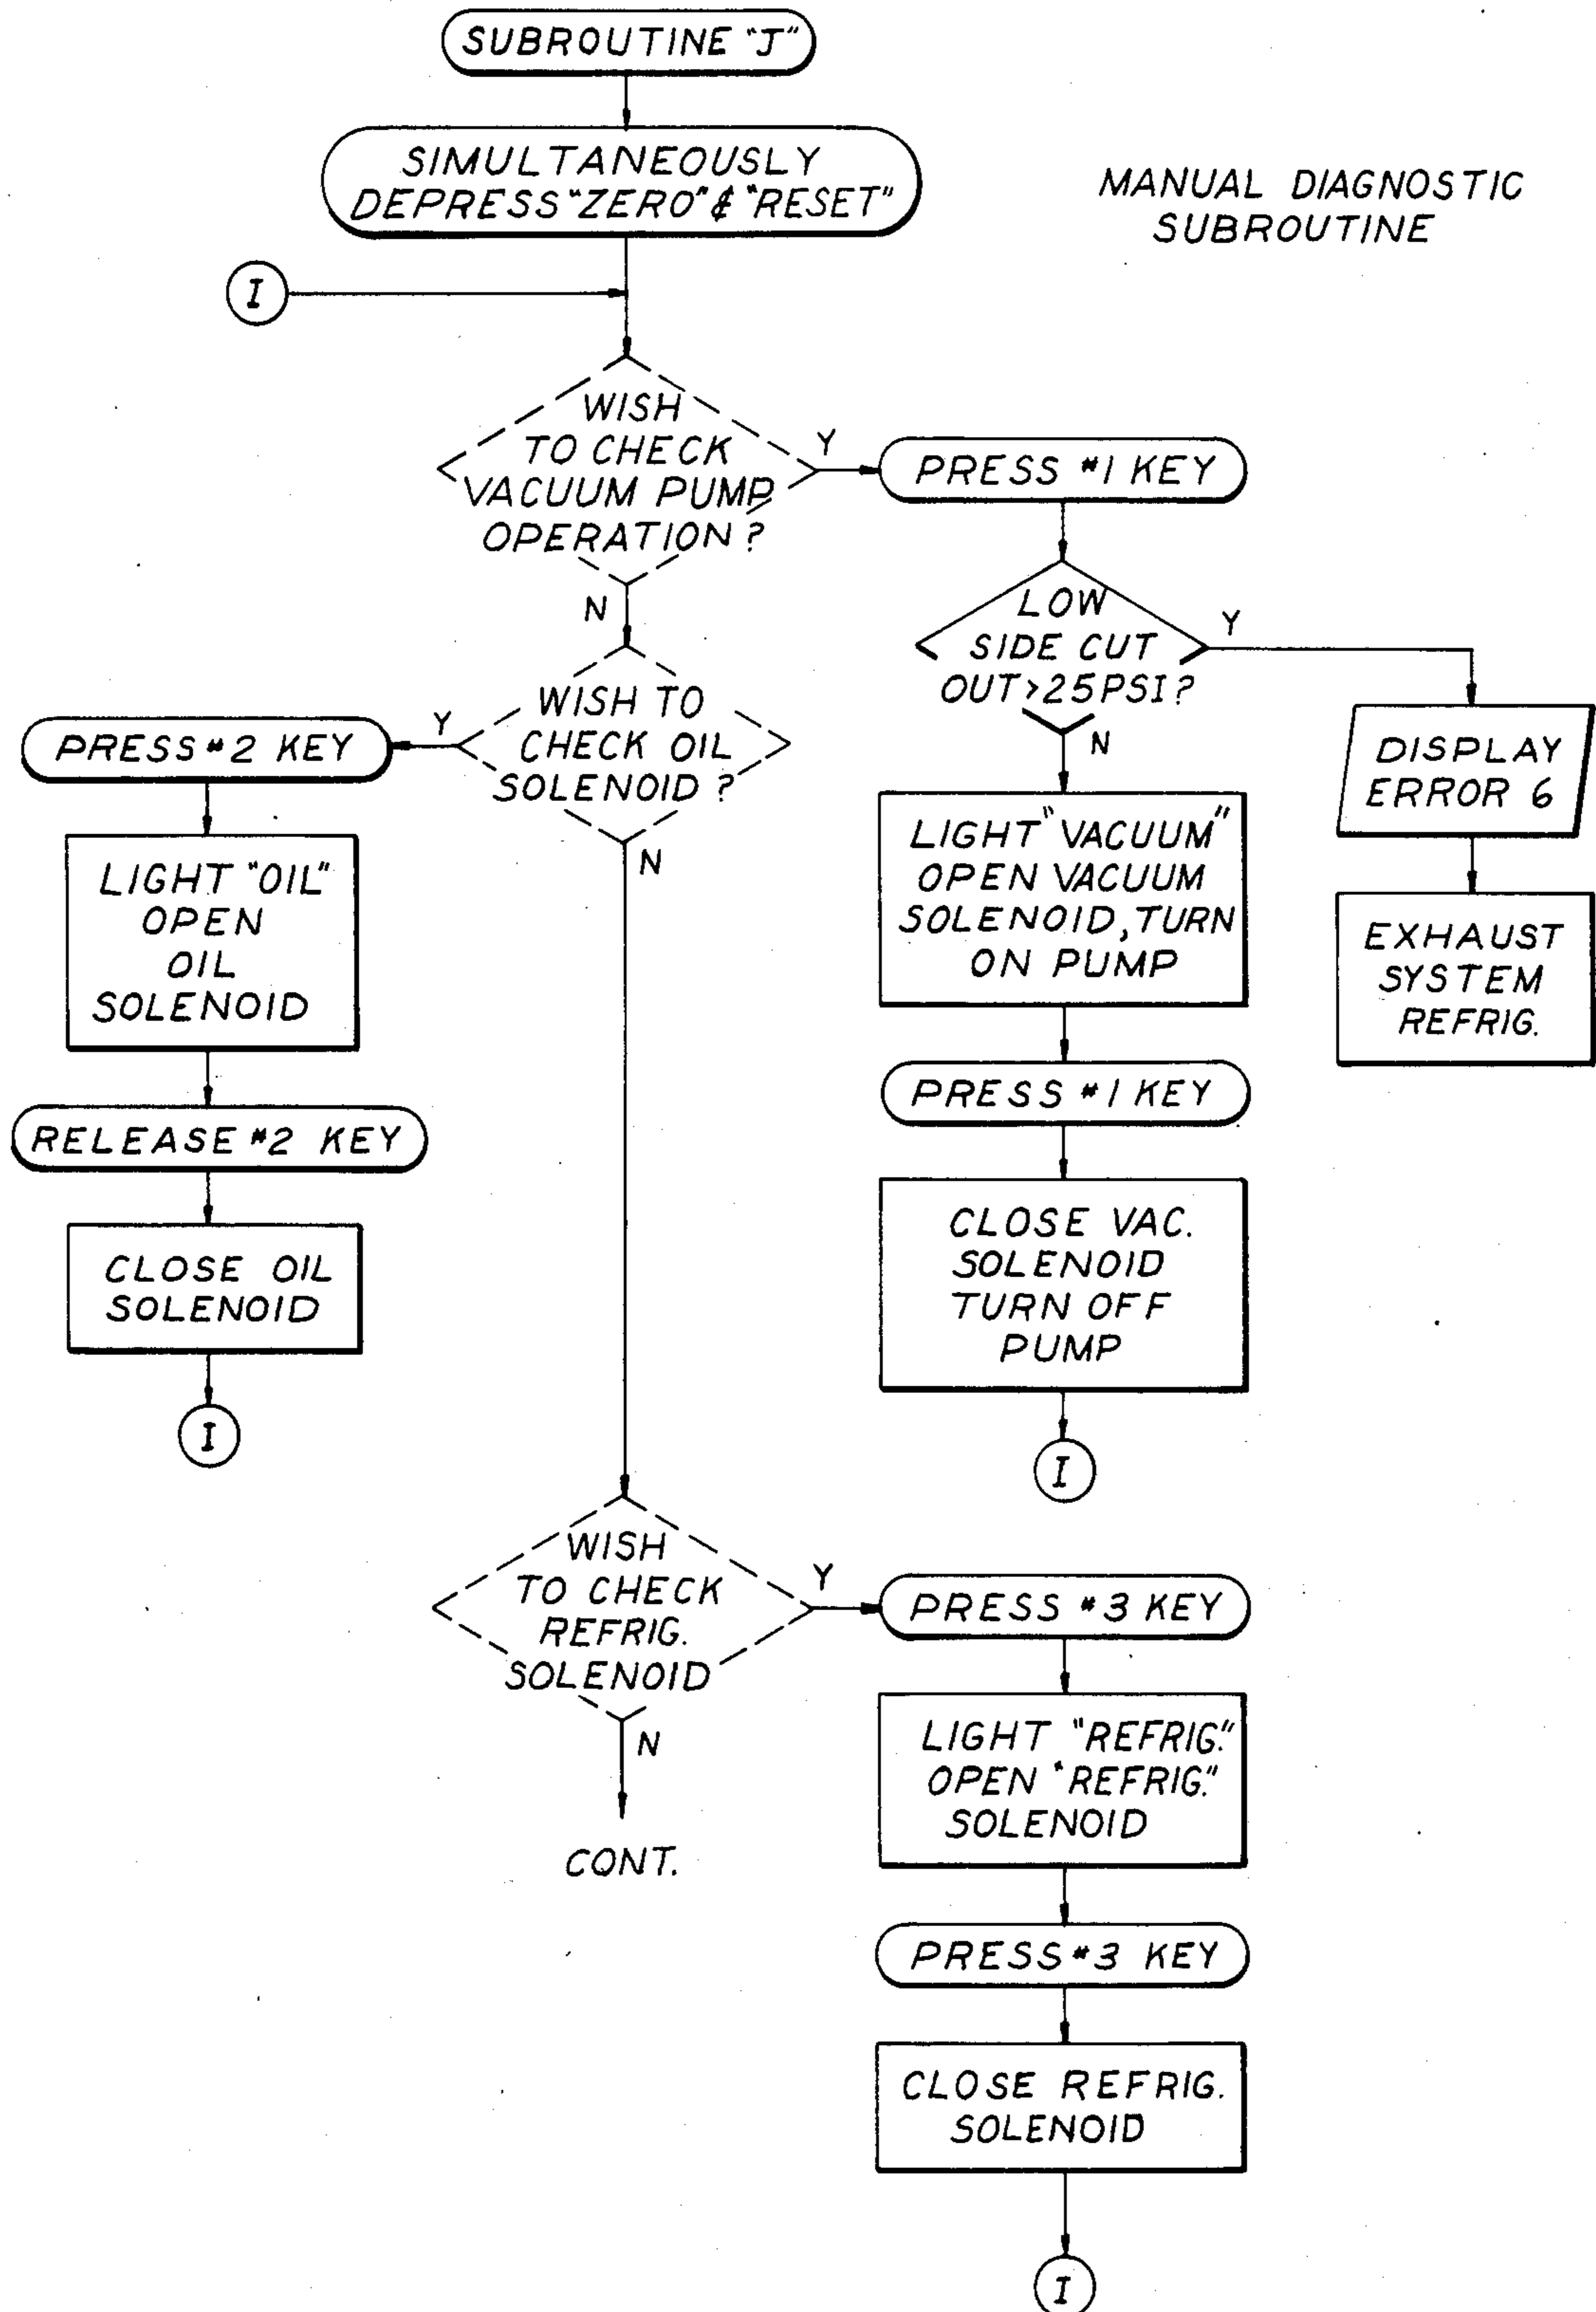 SUBROUTINE "J"
SIMULTANEOUSLY
DEPRESS "ZERO" & "RESET"
MANUAL DIAGNOSTIC
SUBROUTINE
I
WISH
TO CHECK
VACUUM PUMP
OPERATION?
Y
N
PRESS #1 KEY
LOW
SIDE CUT
OUT>25PSI?
Y
N
DISPLAY
ERROR 6
EXHAUST
SYSTEM
REFRIG.
LIGHT "VACUUM"
OPEN VACUUM
SOLENOID, TURN
ON PUMP
PRESS #1 KEY
CLOSE VAC.
SOLENOID
TURN OFF
PUMP
I
WISH TO
CHECK OIL
SOLENOID?
Y
N
PRESS #2 KEY
LIGHT "OIL"
OPEN
OIL
SOLENOID
RELEASE #2 KEY
CLOSE OIL
SOLENOID
I
WISH
TO CHECK
REFRIG.
SOLENOID
Y
N
CONT.
PRESS #3 KEY
LIGHT "REFRIG."
OPEN "REFRIG."
SOLENOID
PRESS #3 KEY
CLOSE REFRIG.
SOLENOID
I